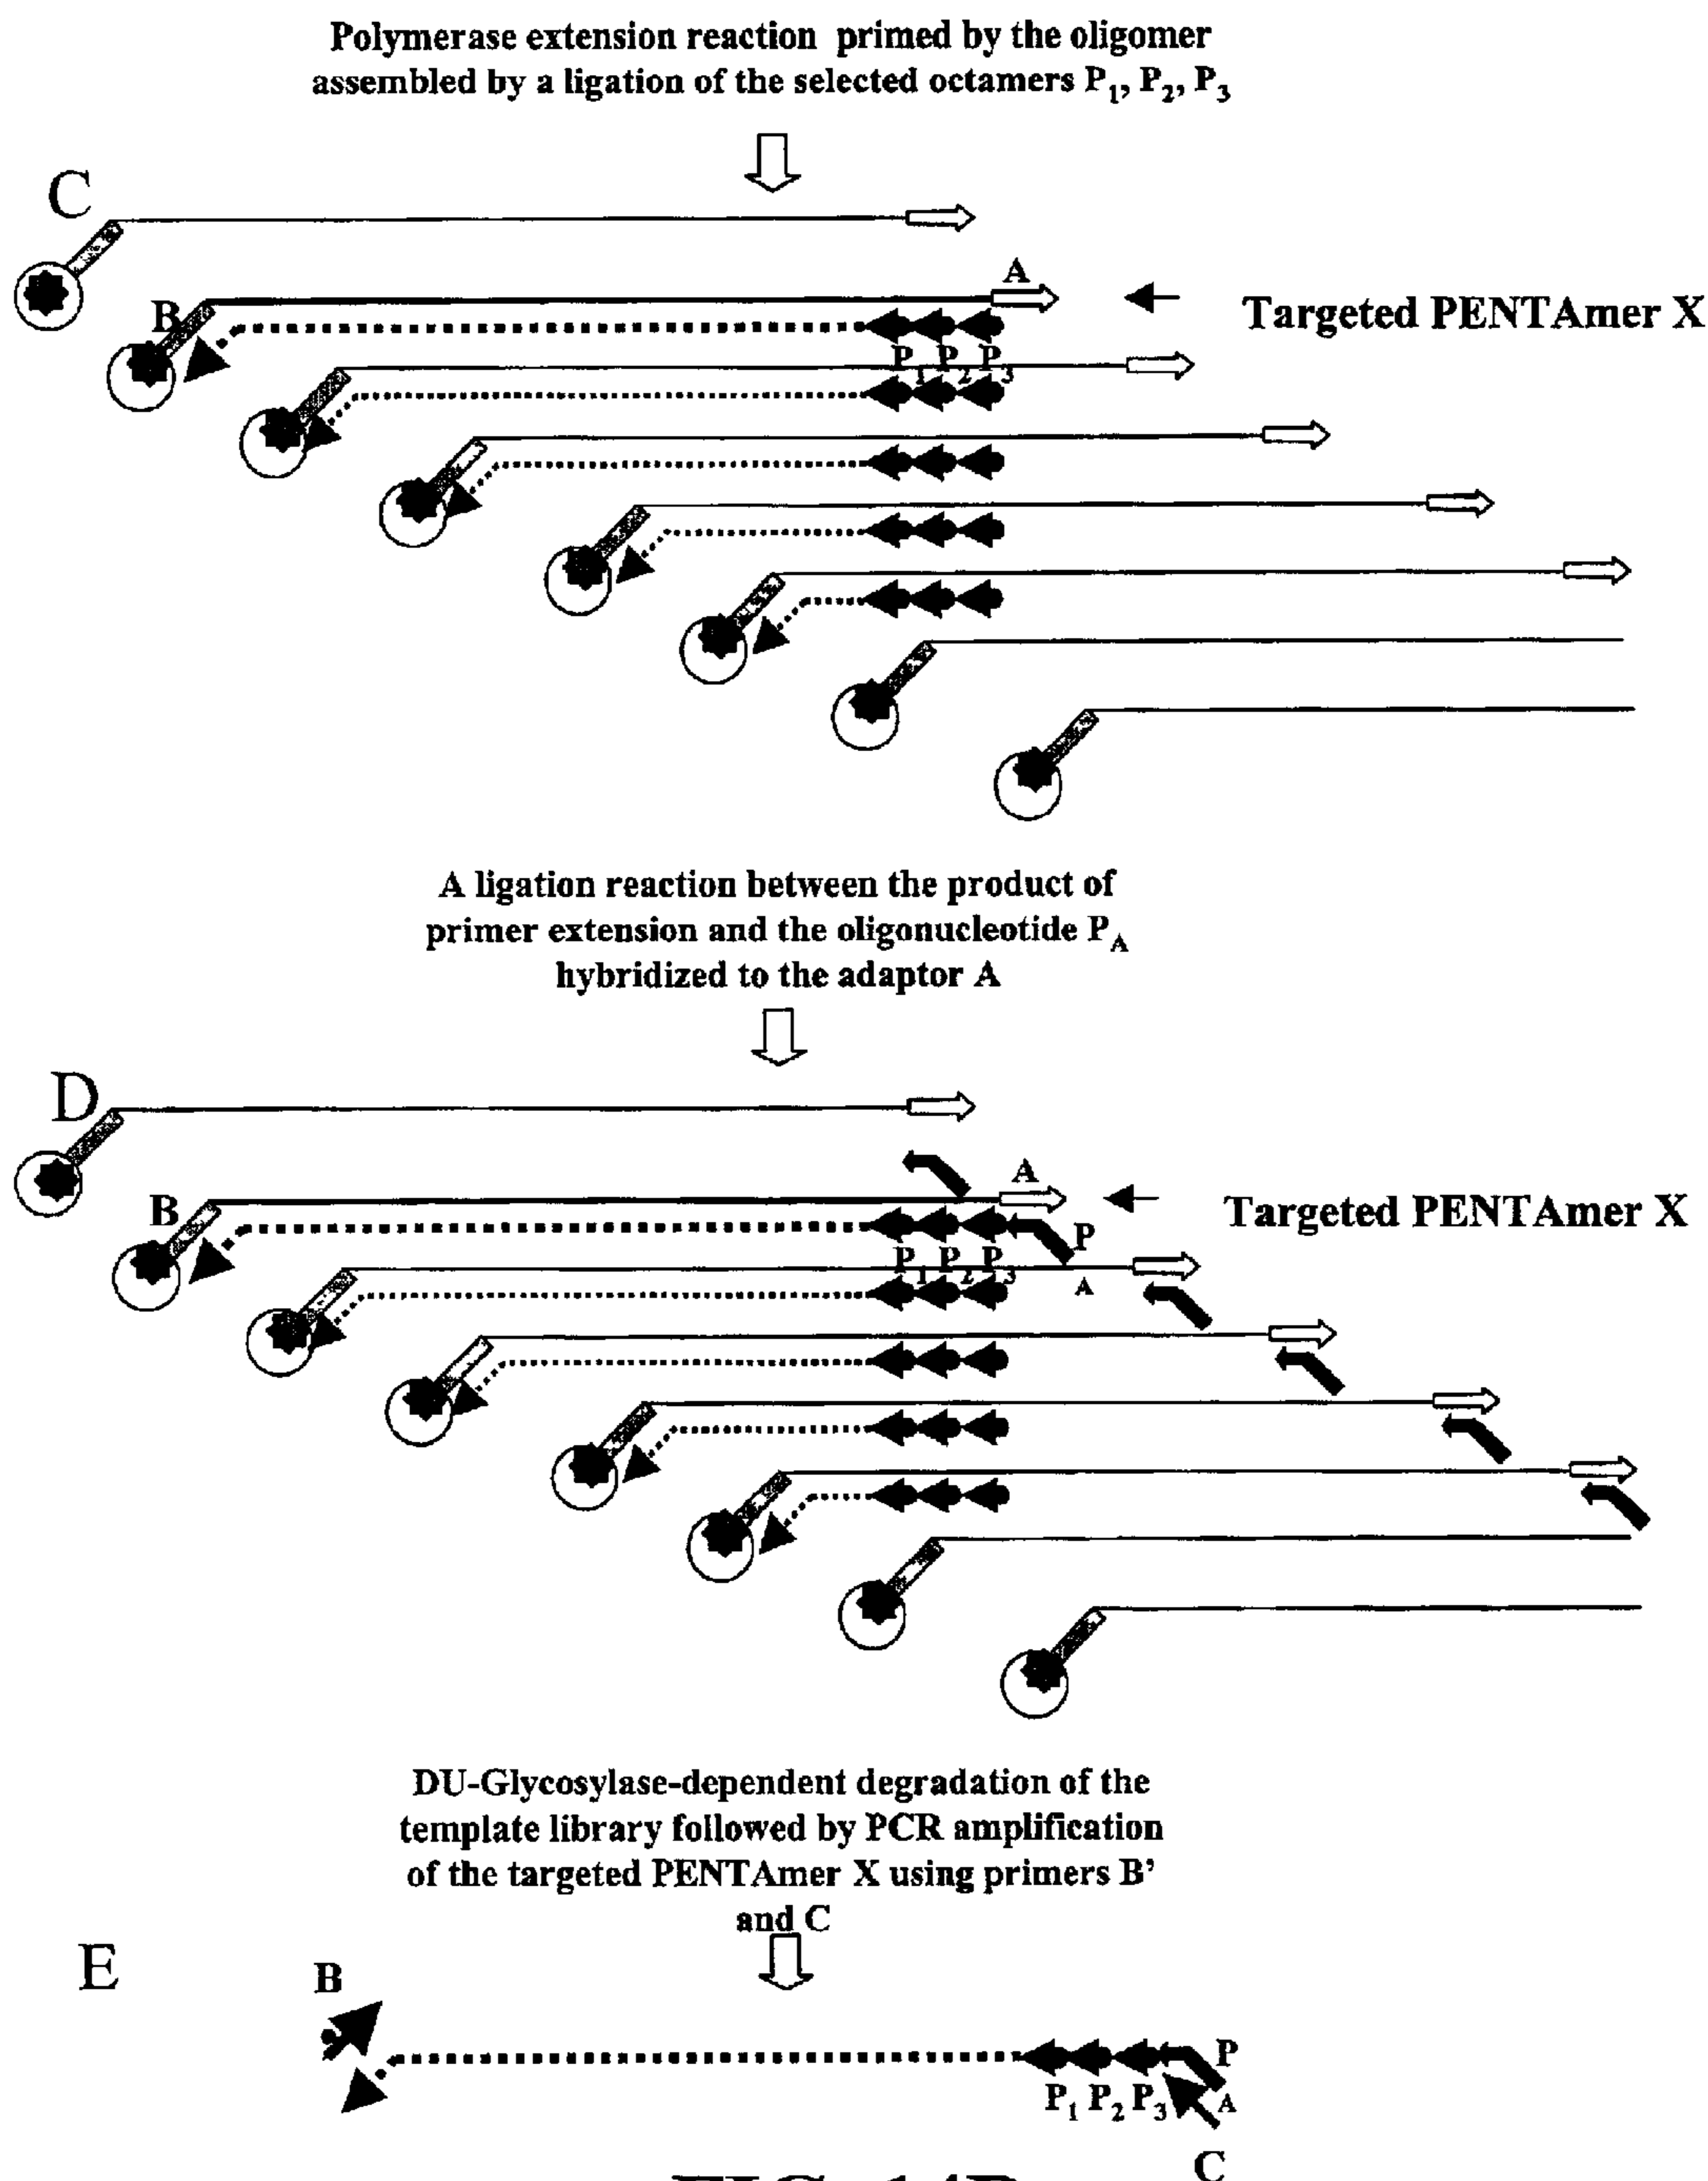 Polymerase extension reaction primed by the oligomer
assembled by a ligation of the selected octamers P1, P2, P3
C
A
B
Targeted PENTAmer X
P1 P2 P3
A ligation reaction between the product of
primer extension and the oligonucleotide PA
hybridized to the adaptor A
D
A
B
Targeted PENTAmer X
P
P1 P2 P3
A
DU-Glycosylase-dependent degradation of the
template library followed by PCR amplification
of the targeted PENTAmer X using primers B’
and C
E
B
P
P1 P2 P3
A
C